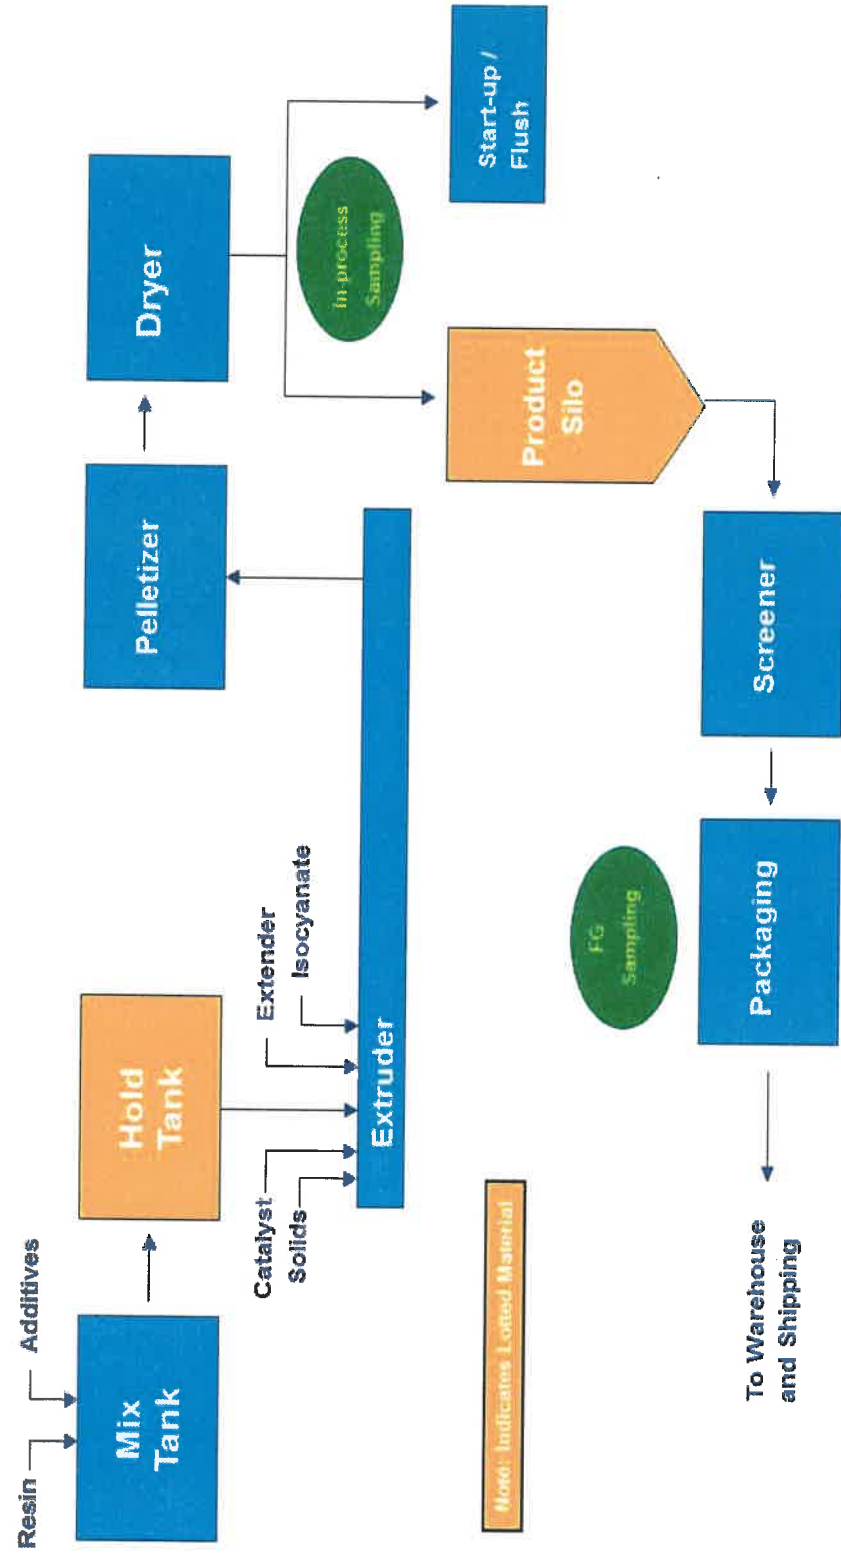 Resin
Additives
Mix
Tank
Hold
Tank
Catalyst
Solids
Extender
Isocyanate
Extruder
Pelletizer
Dryer
In-process
Sampling
Start-up /
Flush
Product
Silo
Screener
FG
Sampling
Packaging
To Warehouse
and Shipping
Note: Indicates Lotted Material